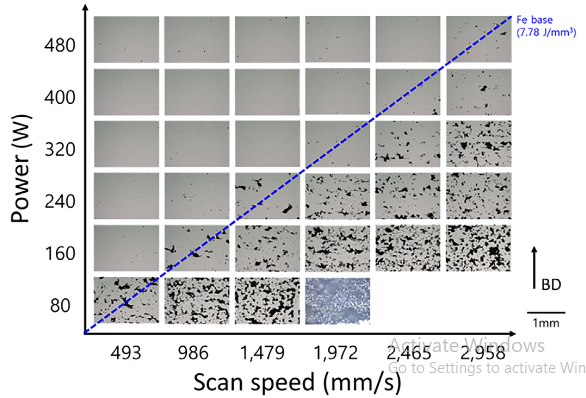 Fe base
(7.78 J/mm³)
Power (W)
480
400
320
240
160
80
BD
1mm
493 986 1,479 1,972 2,465 2,958
Scan speed (mm/s)
Activate Windows
Go to Settings to activate Win